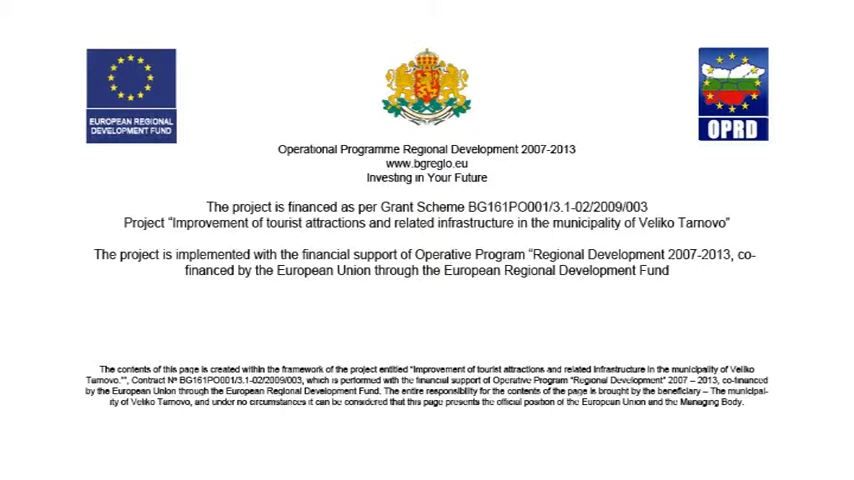 EUROPEAN REGIONAL
DEVELOPMENT FUND
OPRD
Operational Programme Regional Development 2007-2013
www.bgregio.eu
Investing in Your Future
The project is financed as per Grant Scheme BG161PO001/3.1-02/2009/003
Project “Improvement of tourist attractions and related infrastructure in the municipality of Veliko Tarnovo”
The project is implemented with the financial support of Operative Program “Regional Development 2007-2013, co-
financed by the European Union through the European Regional Development Fund
The contents of this page is created within the framework of the project entitled “Improvement of tourist attractions and related infrastructure in the municipality of Veliko
Tarnovo.”", Contract № BG161PO001/3.1-02/2009/003, which is performed with the financial support of Operative Program “Regional Development” 2007 – 2013, co-financed
by the European Union through the European Regional Development Fund. The entire responsibility for the contents of the page is brought by the beneficiary – The municipal-
ity of Veliko Tarnovo, and under no circumstances it can be considered that this page presents the official position of the European Union and the Managing Body.